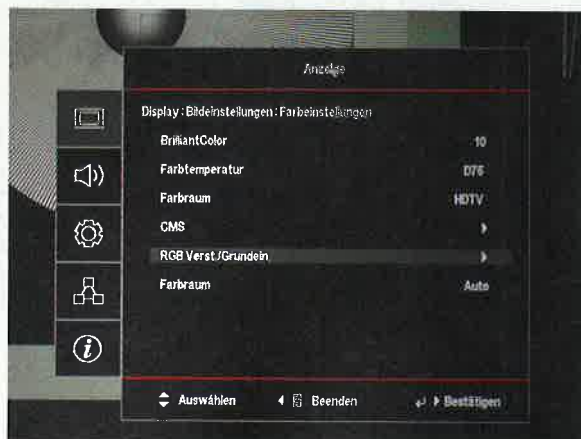 Anzeige
Display : Bildeinstellungen : Farbeinstellungen
BrilliantColor 10
Farbtemperatur D75
Farbraum HDTV
CMS
RGB Verst./Grundein
Farbraum Auto
Auswählen Beenden Bestätigen